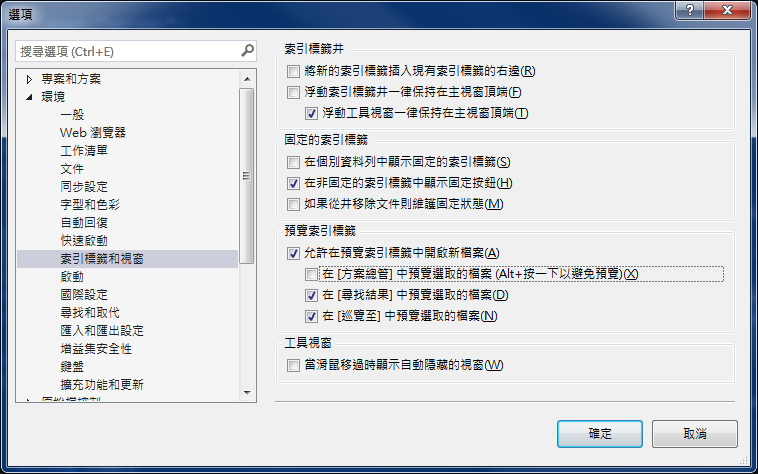 選項
搜尋選項 (Ctrl+E)
專案和方案
環境
一般
Web 瀏覽器
工作清單
文件
同步設定
字型和色彩
自動回復
快速啟動
索引標籤和視窗
啟動
國際設定
尋找和取代
匯入和匯出設定
增益集安全性
鍵盤
擴充功能和更新
索引標籤井
將新的索引標籤插入現有索引標籤的右邊(R)
浮動索引標籤井一律保持在主視窗頂端(F)
浮動工具視窗一律保持在主視窗頂端(T)
固定的索引標籤
在個別資料列中顯示固定的索引標籤(S)
在非固定的索引標籤中顯示固定按鈕(H)
如果從井移除文件則維護固定狀態(M)
預覽索引標籤
允許在預覽索引標籤中開啟新檔案(A)
在 [方案總管] 中預覽選取的檔案 (Alt+按一下以避免預覽)(X)
在 [尋找結果] 中預覽選取的檔案(D)
在 [巡覽至] 中預覽選取的檔案(N)
工具視窗
當滑鼠移過時顯示自動隱藏的視窗(W)
確定
取消